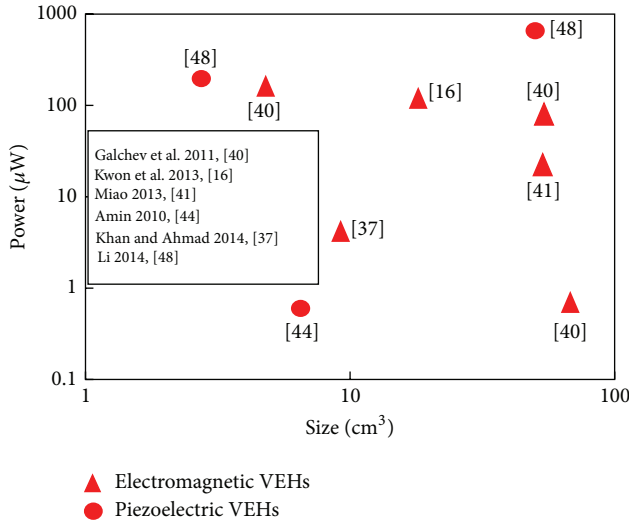 1000
100
10
1
0.1
Power (μW)
[48]
[48]
[40]
[16]
[40]
[41]
[37]
[44]
[40]
Galchev et al. 2011, [40]
Kwon et al. 2013, [16]
Miao 2013, [41]
Amin 2010, [44]
Khan and Ahmad 2014, [37]
Li 2014, [48]
1
10
100
Size (cm³)
Electromagnetic VEHs
Piezoelectric VEHs